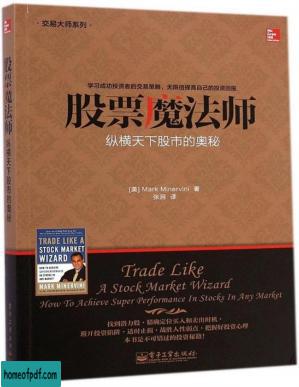 交易大师系列
学习成功投资者的交易策略，无限倍提高自己的投资回报
股票魔法师
纵横天下股市的奥秘
[美] Mark Minervini 著
张泂 译
股票魔法师
纵横天下股市的奥秘
TRADE LIKE A
STOCK MARKET
WIZARD
MARK
MINERVINI
Trade Like
A Stock Market Wizard
How To Achieve Super Performance In Stocks In Any Market
找到潜力股，精确定位买入和卖出时机，
避开投资陷阱，适时止损，战胜人性弱点，把握好投资心理
本书是不可错过的投资秘籍！
电子工业出版社
homeofpdf.com